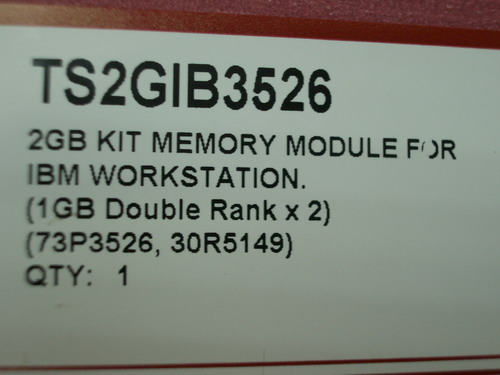 TS2GIB3526
2GB KIT MEMORY MODULE FOR
IBM WORKSTATION.
(1GB Double Rank x 2)
(73P3526, 30R5149)
QTY: 1